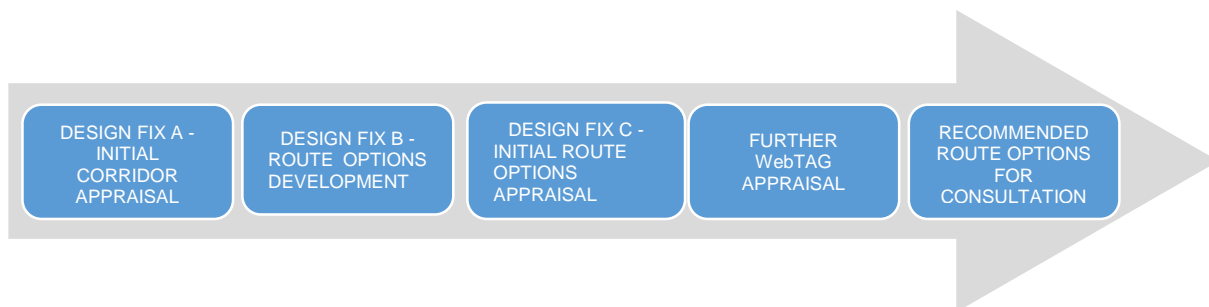 DESIGN FIX A -
INITIAL
CORRIDOR
APPRAISAL
DESIGN FIX B -
ROUTE OPTIONS
DEVELOPMENT
DESIGN FIX C -
INITIAL ROUTE
OPTIONS
APPRAISAL
FURTHER
WebTAG
APPRAISAL
RECOMMENDED
ROUTE OPTIONS
FOR
CONSULTATION